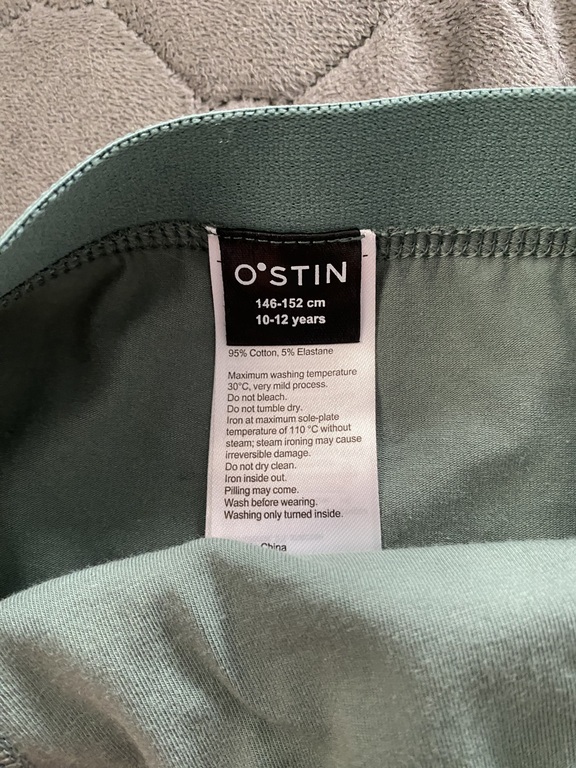 O'STIN
146-152 cm
10-12 years
95% Cotton, 5% Elastane
Maximum washing temperature
30°C, very mild process.
Do not bleach.
Do not tumble dry.
Iron at maximum sole-plate
temperature of 110 °C without
steam; steam ironing may cause
irreversible damage.
Do not dry clean.
Iron inside out.
Pilling may come.
Wash before wearing.
Washing only turned inside.
China